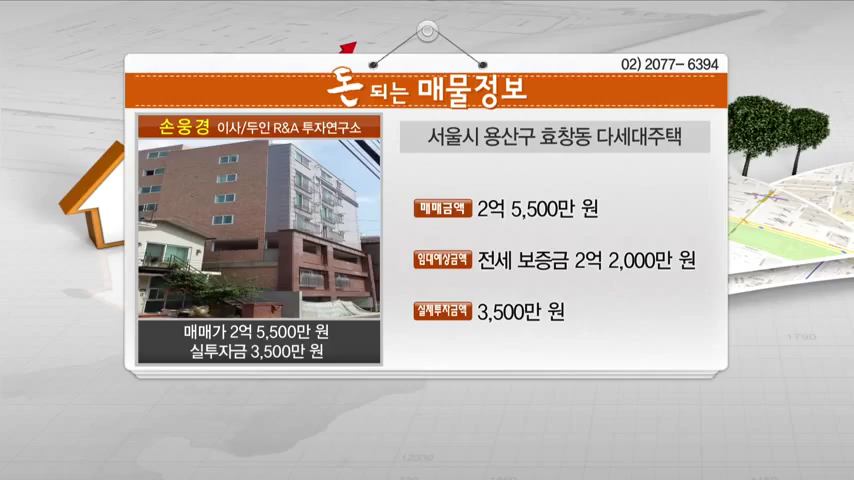 02) 2077-6394
돈 되는 매물정보
손웅경 이사/두인 R&A 투자연구소
서울시 용산구 효창동 다세대주택
매매금액 2억 5,500만 원
임대예상금액 전세 보증금 2억 2,000만 원
실제투자금액 3,500만 원
매매가 2억 5,500만 원
실투자금 3,500만 원